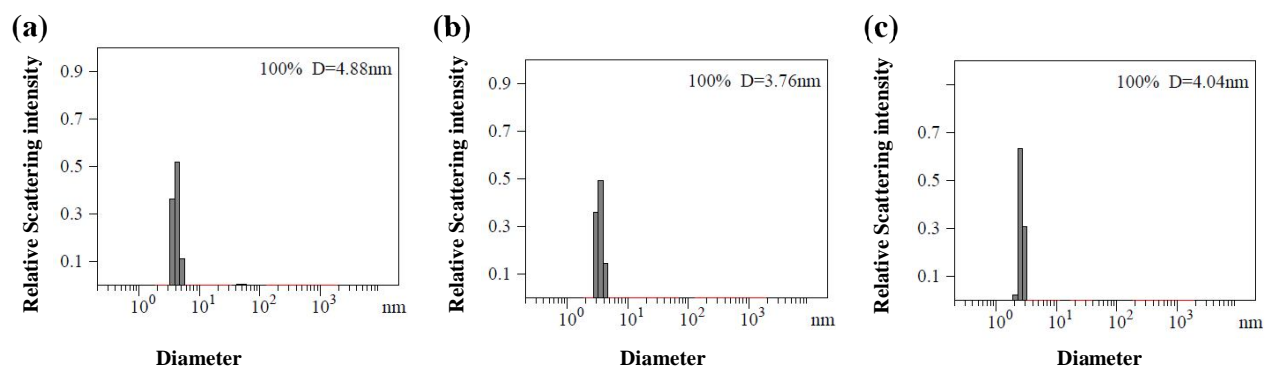 (a)
Relative Scattering intensity
0.9
0.7
0.5
0.3
0.1
100% D=4.88nm
10^0 10^1 10^2 10^3 nm
Diameter
(b)
Relative Scattering intensity
0.9
0.7
0.5
0.3
0.1
100% D=3.76nm
10^0 10^1 10^2 10^3 nm
Diameter
(c)
Relative Scattering intensity
0.7
0.5
0.3
0.1
100% D=4.04nm
10^0 10^1 10^2 10^3 nm
Diameter